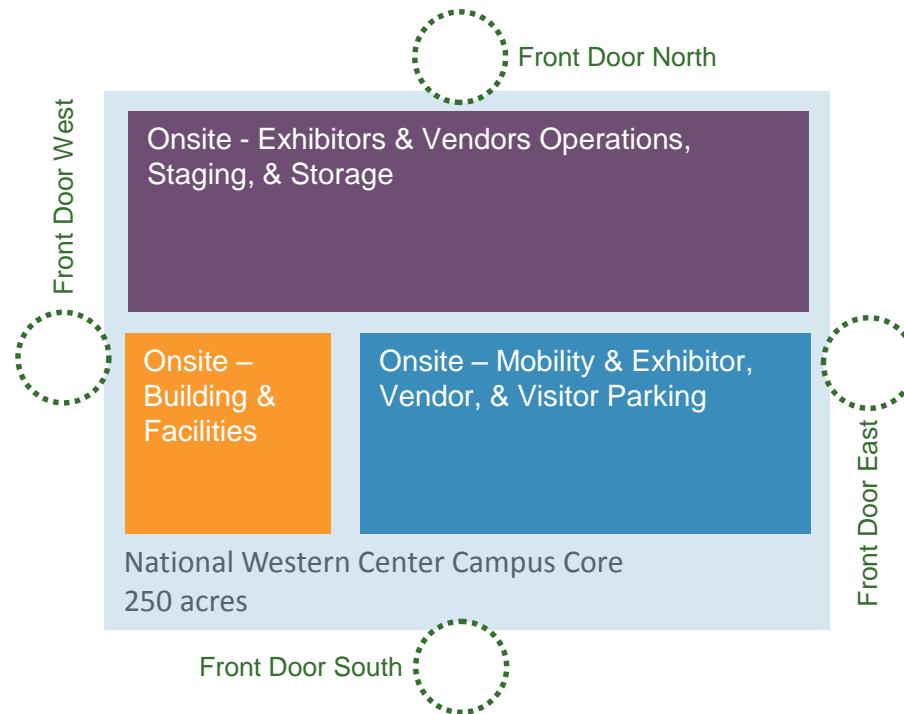 Front Door North
Front Door West
Onsite - Exhibitors & Vendors Operations,
Staging, & Storage
Onsite –
Building &
Facilities
Onsite – Mobility & Exhibitor,
Vendor, & Visitor Parking
Front Door East
National Western Center Campus Core
250 acres
Front Door South